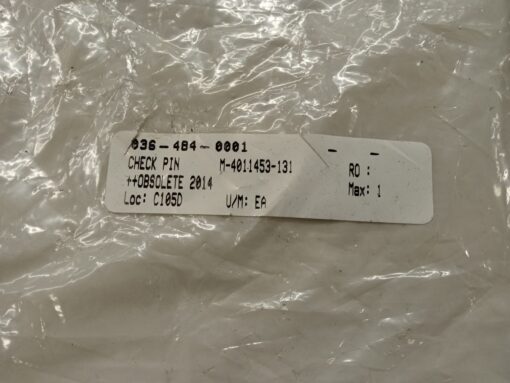 036-484-0001 - -
CHECK PIN M-4011453-131 RO :
++OBSOLETE 2014 Max: 1
Loc: C105D U/M: EA